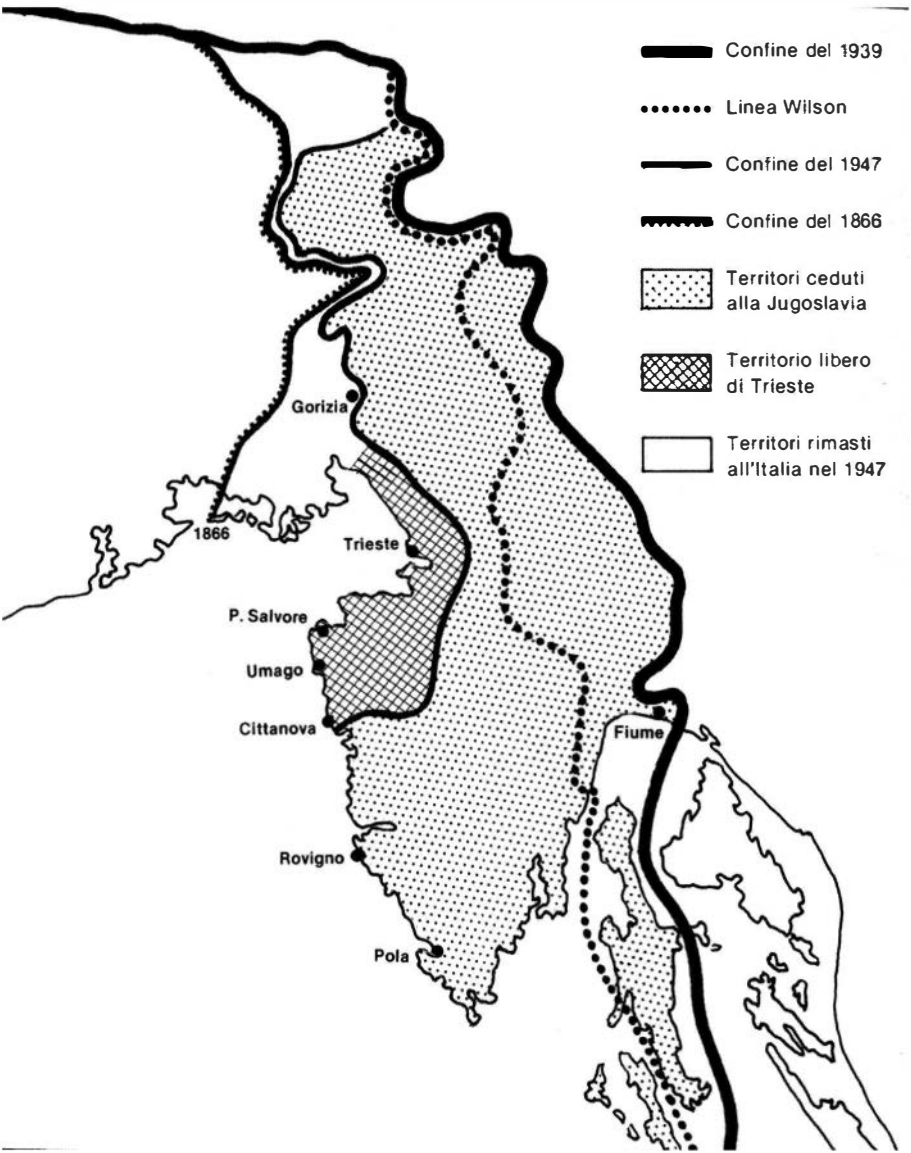 Confine del 1939
Linea Wilson
Confine del 1947
Confine del 1866
Territori ceduti
alla Jugoslavia
Territorio libero
di Trieste
Territori rimasti
all'Italia nel 1947
Gorizia
1866
Trieste
P. Salvore
Umago
Cittanova
Fiume
Rovigno
Pola